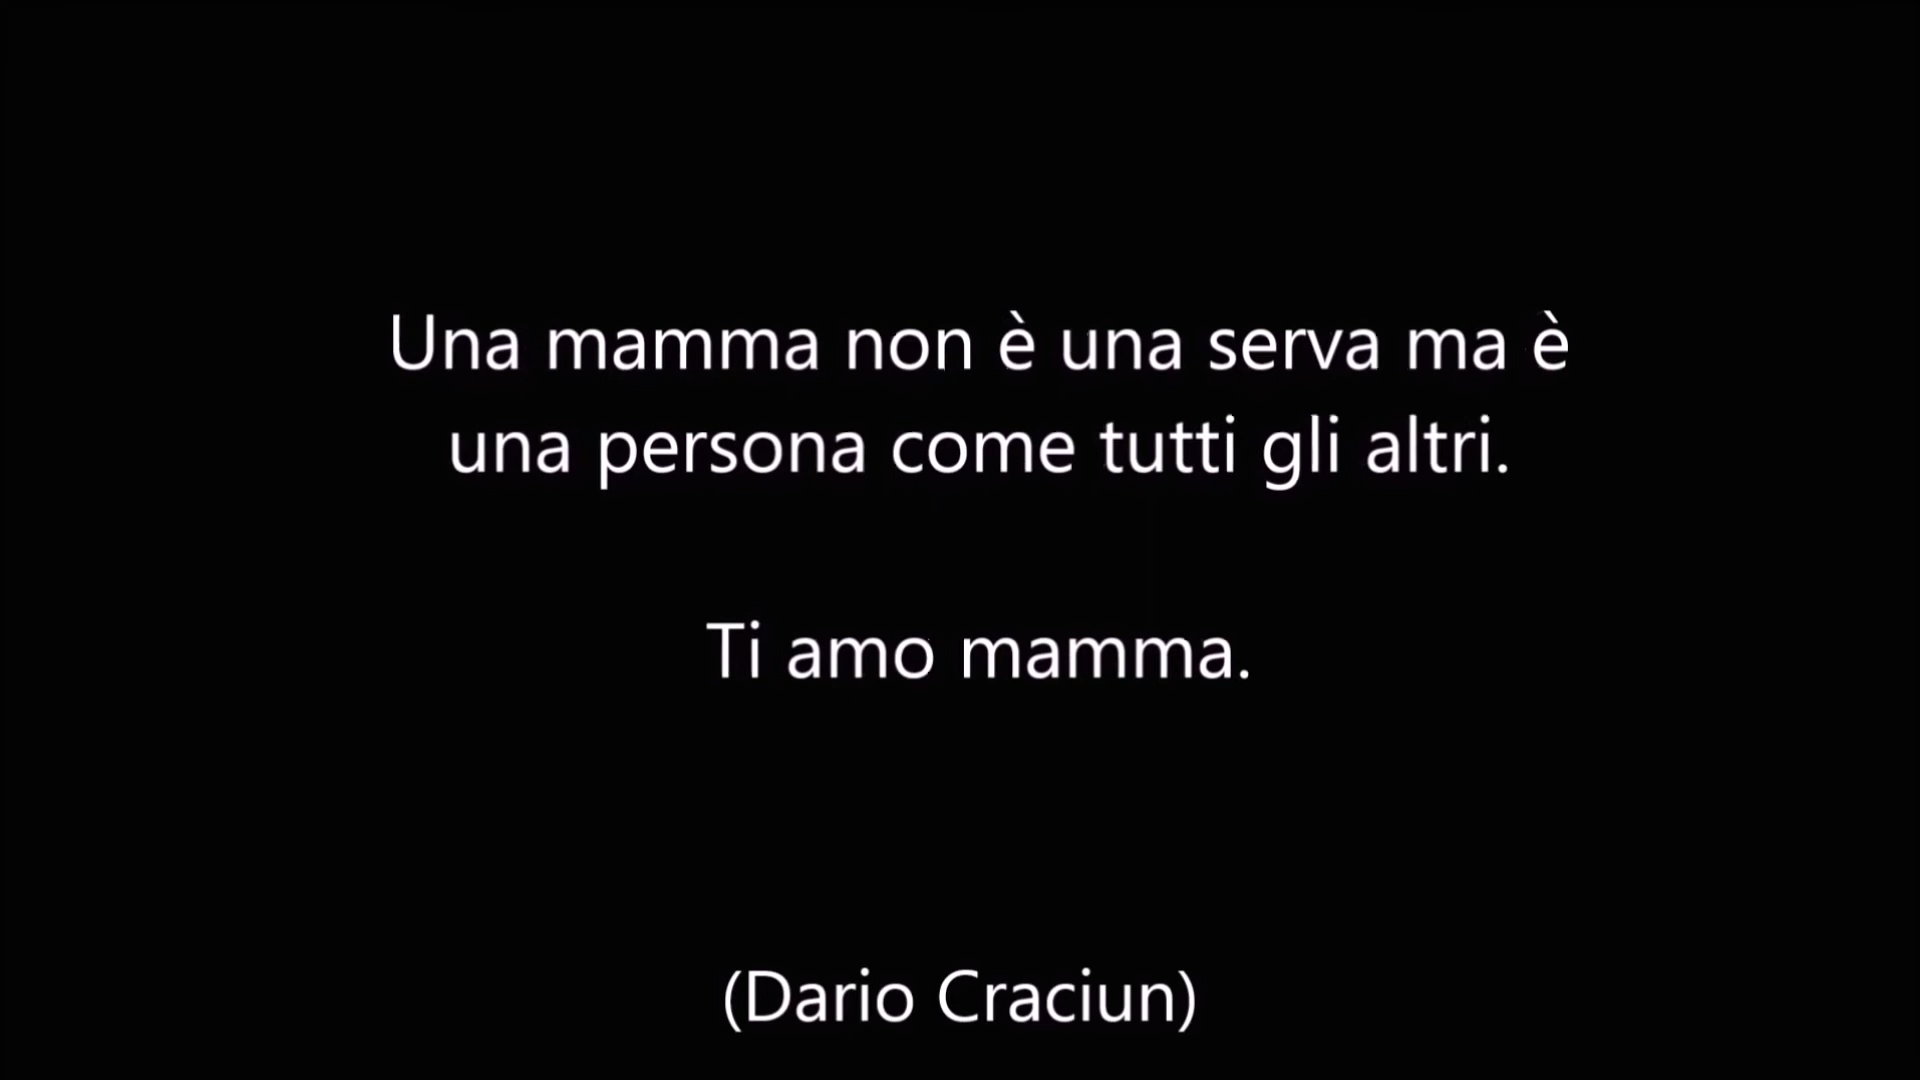 Una mamma non è una serva ma è
una persona come tutti gli altri.
Ti amo mamma.
(Dario Craciun)